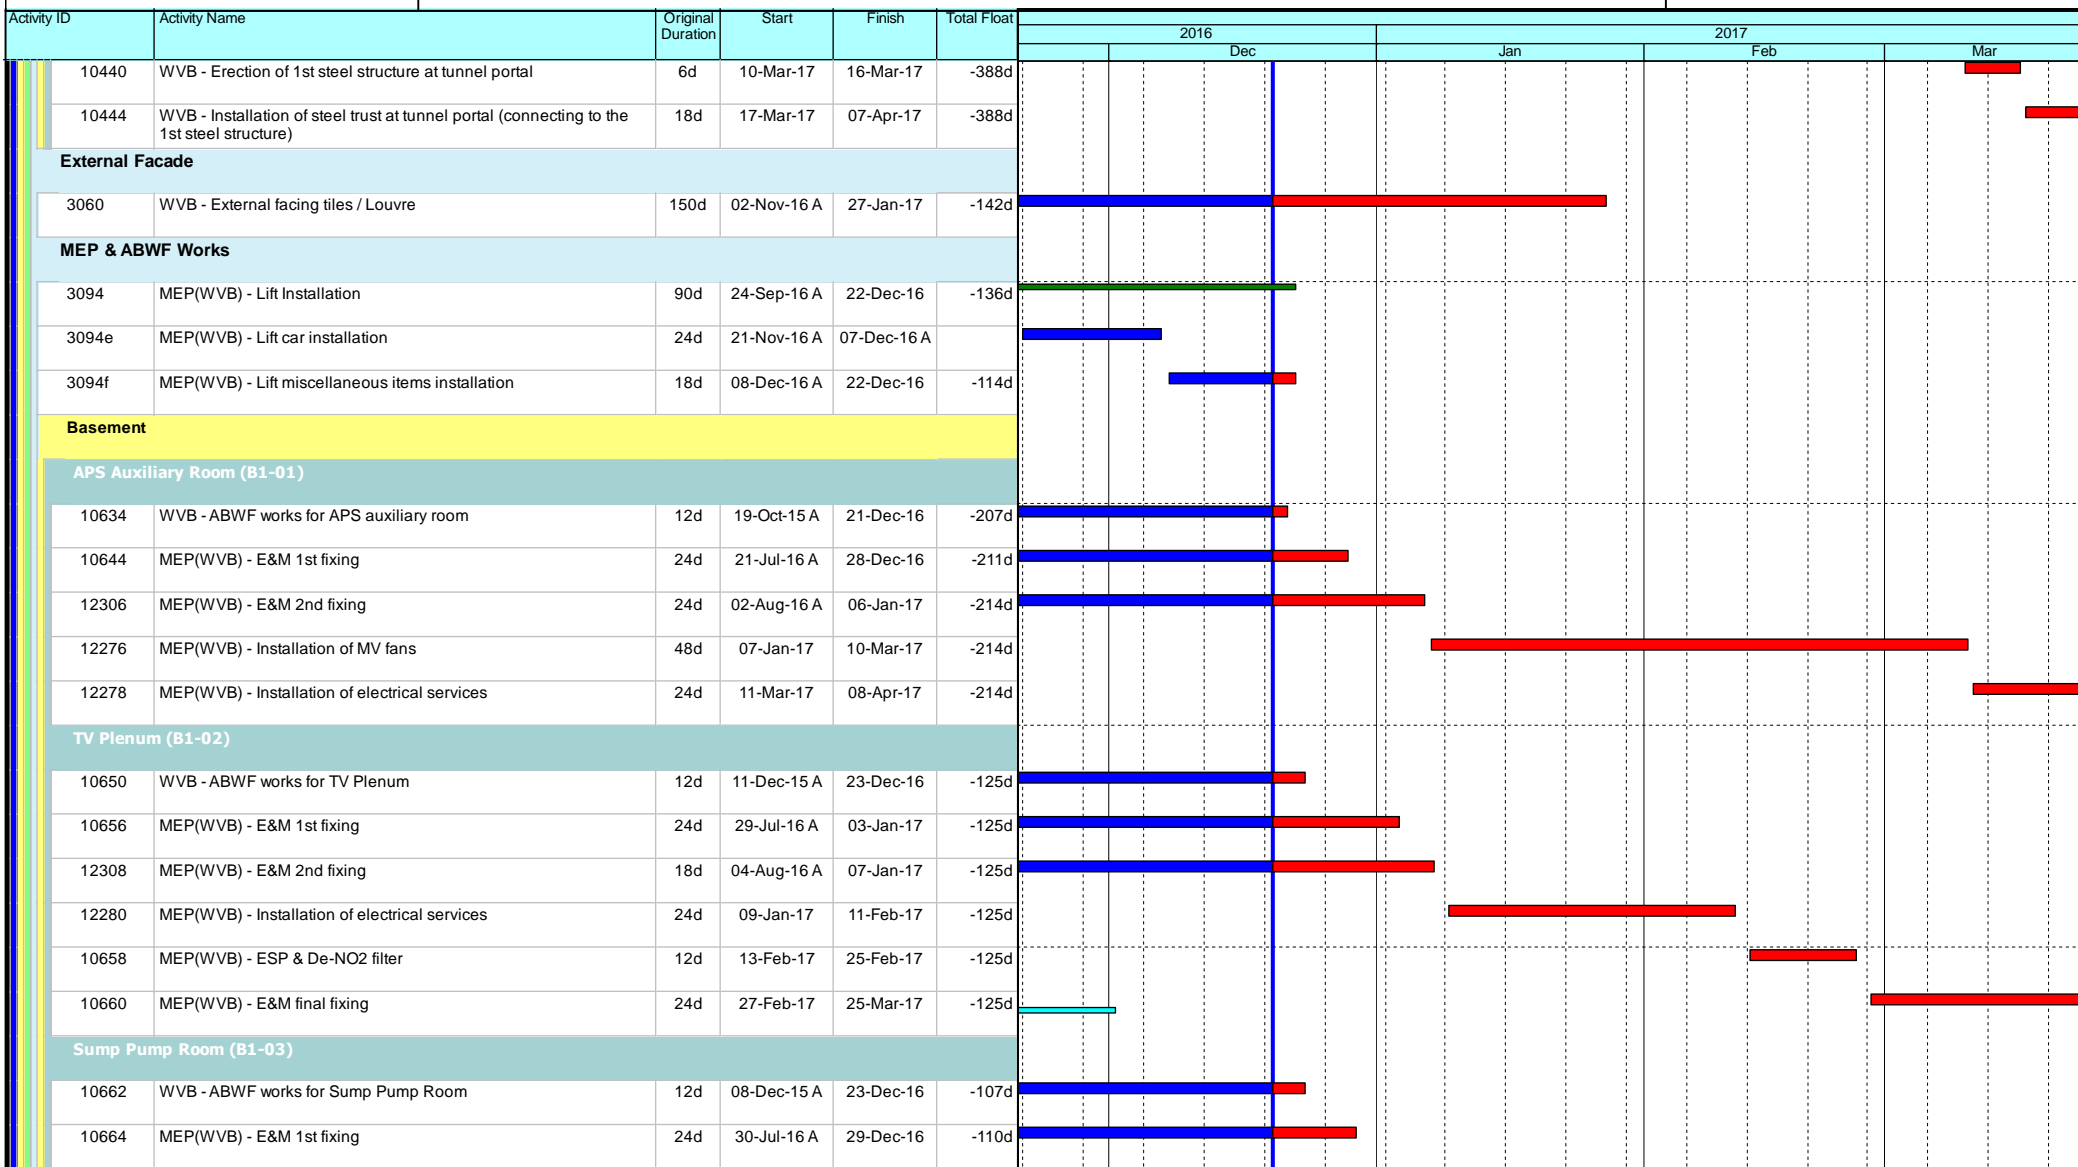 Activity ID Activity Name Original Duration Start Finish Total Float
2016 2017
Dec Jan Feb Mar
10440 WVB - Erection of 1st steel structure at tunnel portal 6d 10-Mar-17 16-Mar-17 -388d
10444 WVB - Installation of steel trust at tunnel portal (connecting to the 18d 17-Mar-17 07-Apr-17 -388d
1st steel structure)
External Facade
3060 WVB - External facing tiles / Louvre 150d 02-Nov-16 A 27-Jan-17 -142d
MEP & ABWF Works
3094 MEP(WVB) - Lift Installation 90d 24-Sep-16 A 22-Dec-16 -136d
3094e MEP(WVB) - Lift car installation 24d 21-Nov-16 A 07-Dec-16 A
3094f MEP(WVB) - Lift miscellaneous items installation 18d 08-Dec-16 A 22-Dec-16 -114d
Basement
APS Auxiliary Room (B1-01)
10634 WVB - ABWF works for APS auxiliary room 12d 19-Oct-15 A 21-Dec-16 -207d
10644 MEP(WVB) - E&M 1st fixing 24d 21-Jul-16 A 28-Dec-16 -211d
12306 MEP(WVB) - E&M 2nd fixing 24d 02-Aug-16 A 06-Jan-17 -214d
12276 MEP(WVB) - Installation of MV fans 48d 07-Jan-17 10-Mar-17 -214d
12278 MEP(WVB) - Installation of electrical services 24d 11-Mar-17 08-Apr-17 -214d
TV Plenum (B1-02)
10650 WVB - ABWF works for TV Plenum 12d 11-Dec-15 A 23-Dec-16 -125d
10656 MEP(WVB) - E&M 1st fixing 24d 29-Jul-16 A 03-Jan-17 -125d
12308 MEP(WVB) - E&M 2nd fixing 18d 04-Aug-16 A 07-Jan-17 -125d
12280 MEP(WVB) - Installation of electrical services 24d 09-Jan-17 11-Feb-17 -125d
10658 MEP(WVB) - ESP & De-NO2 filter 12d 13-Feb-17 25-Feb-17 -125d
10660 MEP(WVB) - E&M final fixing 24d 27-Feb-17 25-Mar-17 -125d
Sump Pump Room (B1-03)
10662 WVB - ABWF works for Sump Pump Room 12d 08-Dec-15 A 23-Dec-16 -107d
10664 MEP(WVB) - E&M 1st fixing 24d 30-Jul-16 A 29-Dec-16 -110d